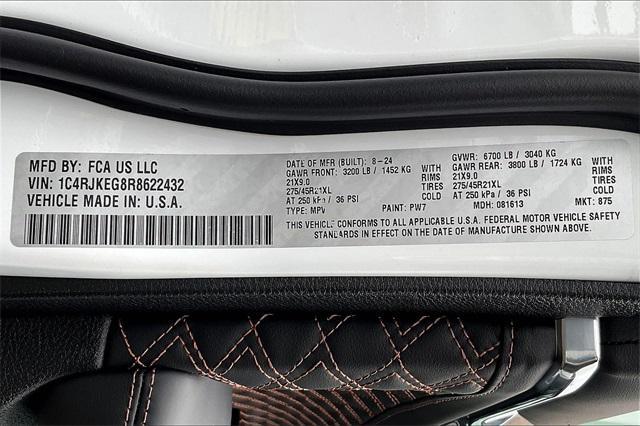 MFD BY: FCA US LLC
VIN: 1C4RJKEG8R8622432
VEHICLE MADE IN: U.S.A.
DATE OF MFR (BUILT): 8-24
GAWR FRONT: 3200 LB / 1452 KG
21X9.0
275/45R21XL
AT 250 kPa / 36 PSI
TYPE: MPV PAINT: PW7
WITH
RIMS
TIRES
GVWR: 6700 LB / 3040 KG
GAWR REAR: 3800 LB / 1724 KG
21X9.0
275/45R21XL
AT 250 kPa / 36 PSI
MDH: 081613
WITH
RIMS
TIRES
MKT: 875
THIS VEHICLE CONFORMS TO ALL APPLICABLE U.S.A. FEDERAL MOTOR VEHICLE SAFETY
STANDARDS IN EFFECT ON THE DATE OF MANUFACTURE SHOWN ABOVE.